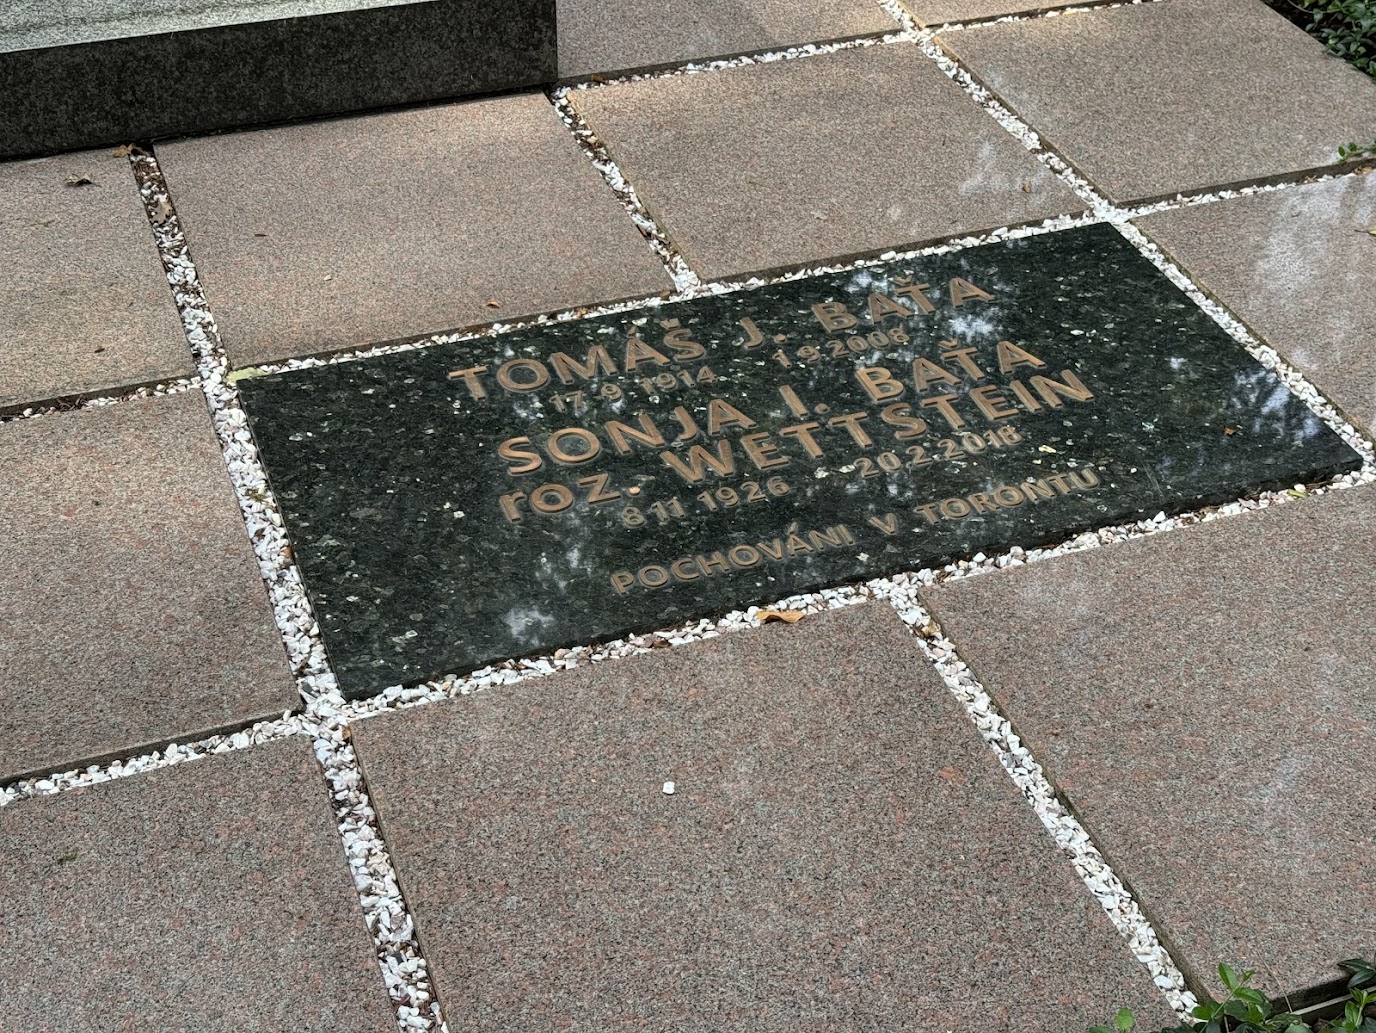 TOMÁŠ J. BAŤA
17.9.1914 1.9.2008
SONJA I. BAŤA
roz. WETTSTEIN
8.11.1926 20.2.2018
POCHOVÁNI V TORONTU